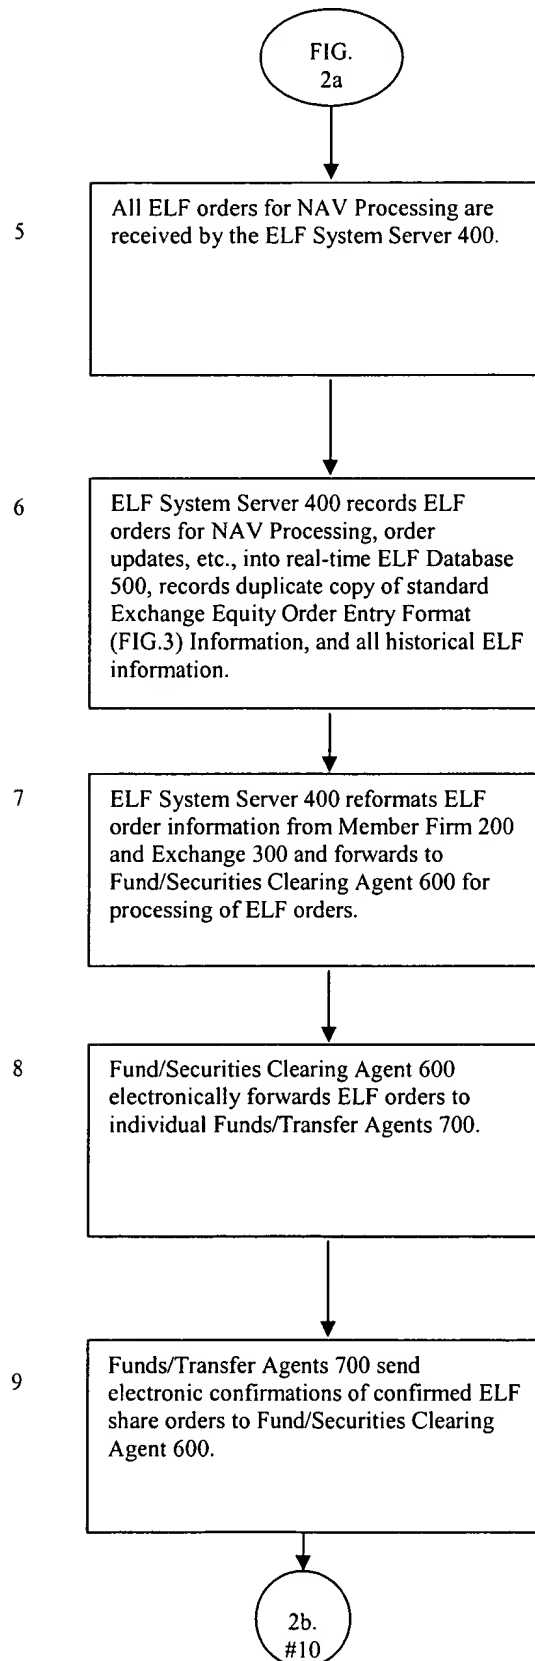 FIG.
2a
5
All ELF orders for NAV Processing are
received by the ELF System Server 400.
6
ELF System Server 400 records ELF
orders for NAV Processing, order
updates, etc., into real-time ELF Database
500, records duplicate copy of standard
Exchange Equity Order Entry Format
(FIG.3) Information, and all historical ELF
information.
7
ELF System Server 400 reformats ELF
order information from Member Firm 200
and Exchange 300 and forwards to
Fund/Securities Clearing Agent 600 for
processing of ELF orders.
8
Fund/Securities Clearing Agent 600
electronically forwards ELF orders to
individual Funds/Transfer Agents 700.
9
Funds/Transfer Agents 700 send
electronic confirmations of confirmed ELF
share orders to Fund/Securities Clearing
Agent 600.
2b.
#10